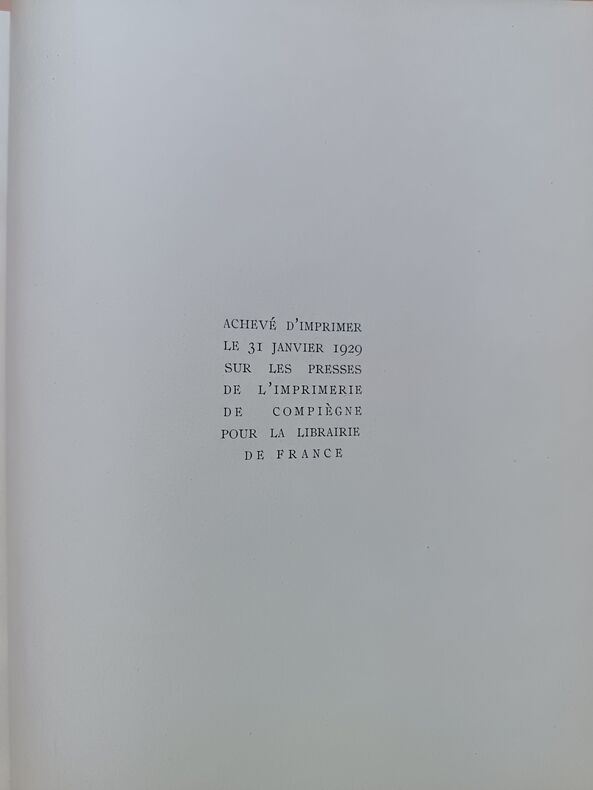 ACHEVÉ D'IMPRIMER
LE 31 JANVIER 1929
SUR LES PRESSES
DE L'IMPRIMERIE
DE COMPIÈGNE
POUR LA LIBRAIRIE
DE FRANCE